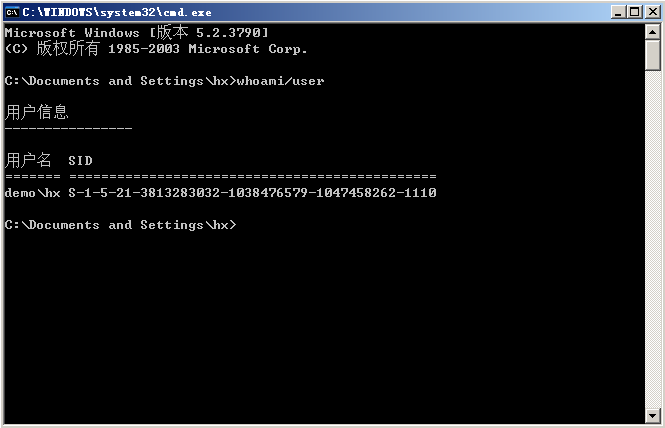 C:\WINDOWS\system32\cmd.exe
Microsoft Windows [版本 5.2.3790]
(C) 版权所有 1985-2003 Microsoft Corp.
C:\Documents and Settings\hx>whoami/user
用户信息
----------------
用户名  SID
======= ==============================================
demo\hx S-1-5-21-3813283032-1038476579-1047458262-1110
C:\Documents and Settings\hx>